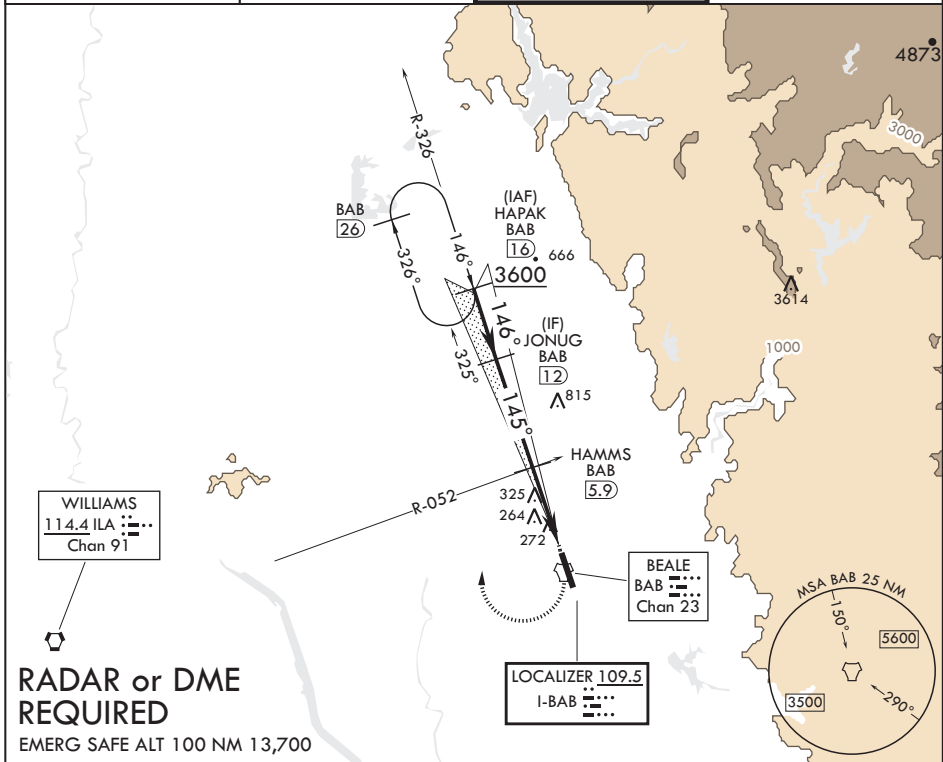 4873
3000
R-326
BAB
26
(IAF)
HAPAK
BAB
16
666
3600
146°
326°
146°
325°
(IF)
JONUG
BAB
12
815
145°
3614
1000
HAMMS
BAB
5.9
R-052
325
264
272
WILLIAMS
114.4 ILA
Chan 91
BEALE
BAB
Chan 23
LOCALIZER 109.5
I-BAB
MSA BAB 25 NM
150°
5600
3500
290°
RADAR or DME
REQUIRED
EMERG SAFE ALT 100 NM 13,700